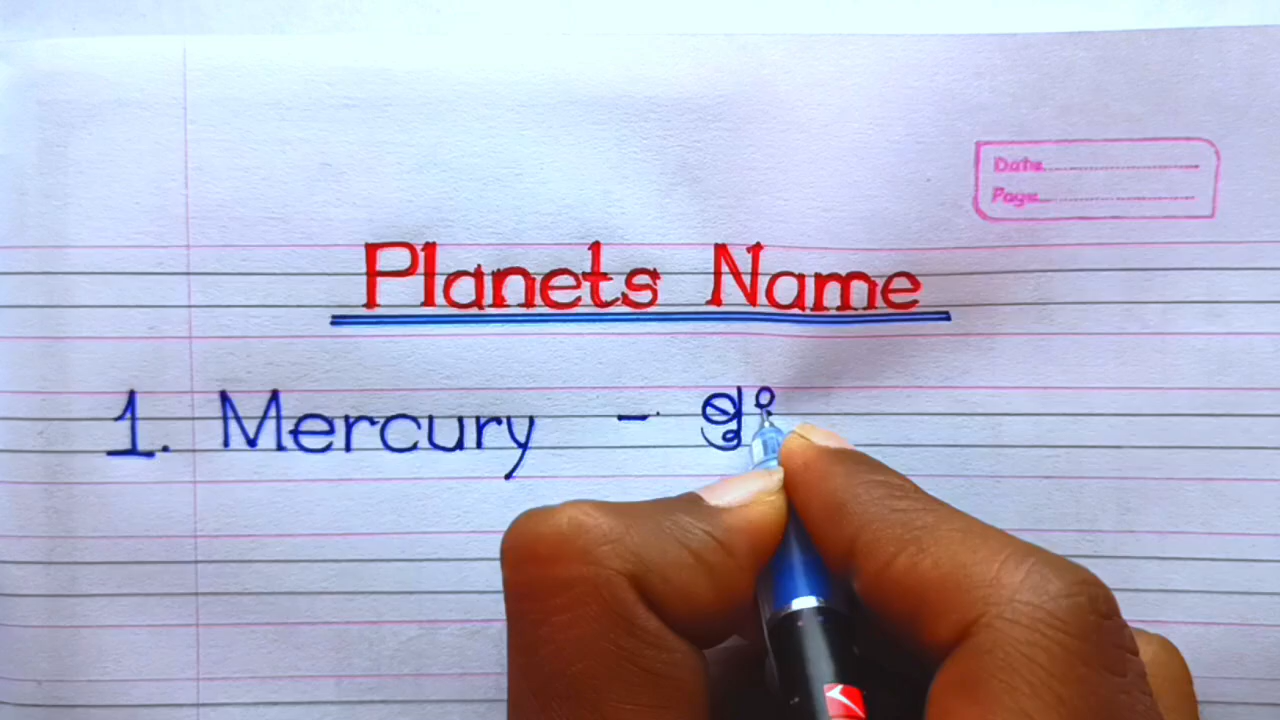 Date
Page
Planets Name
1. Mercury - ବୁ